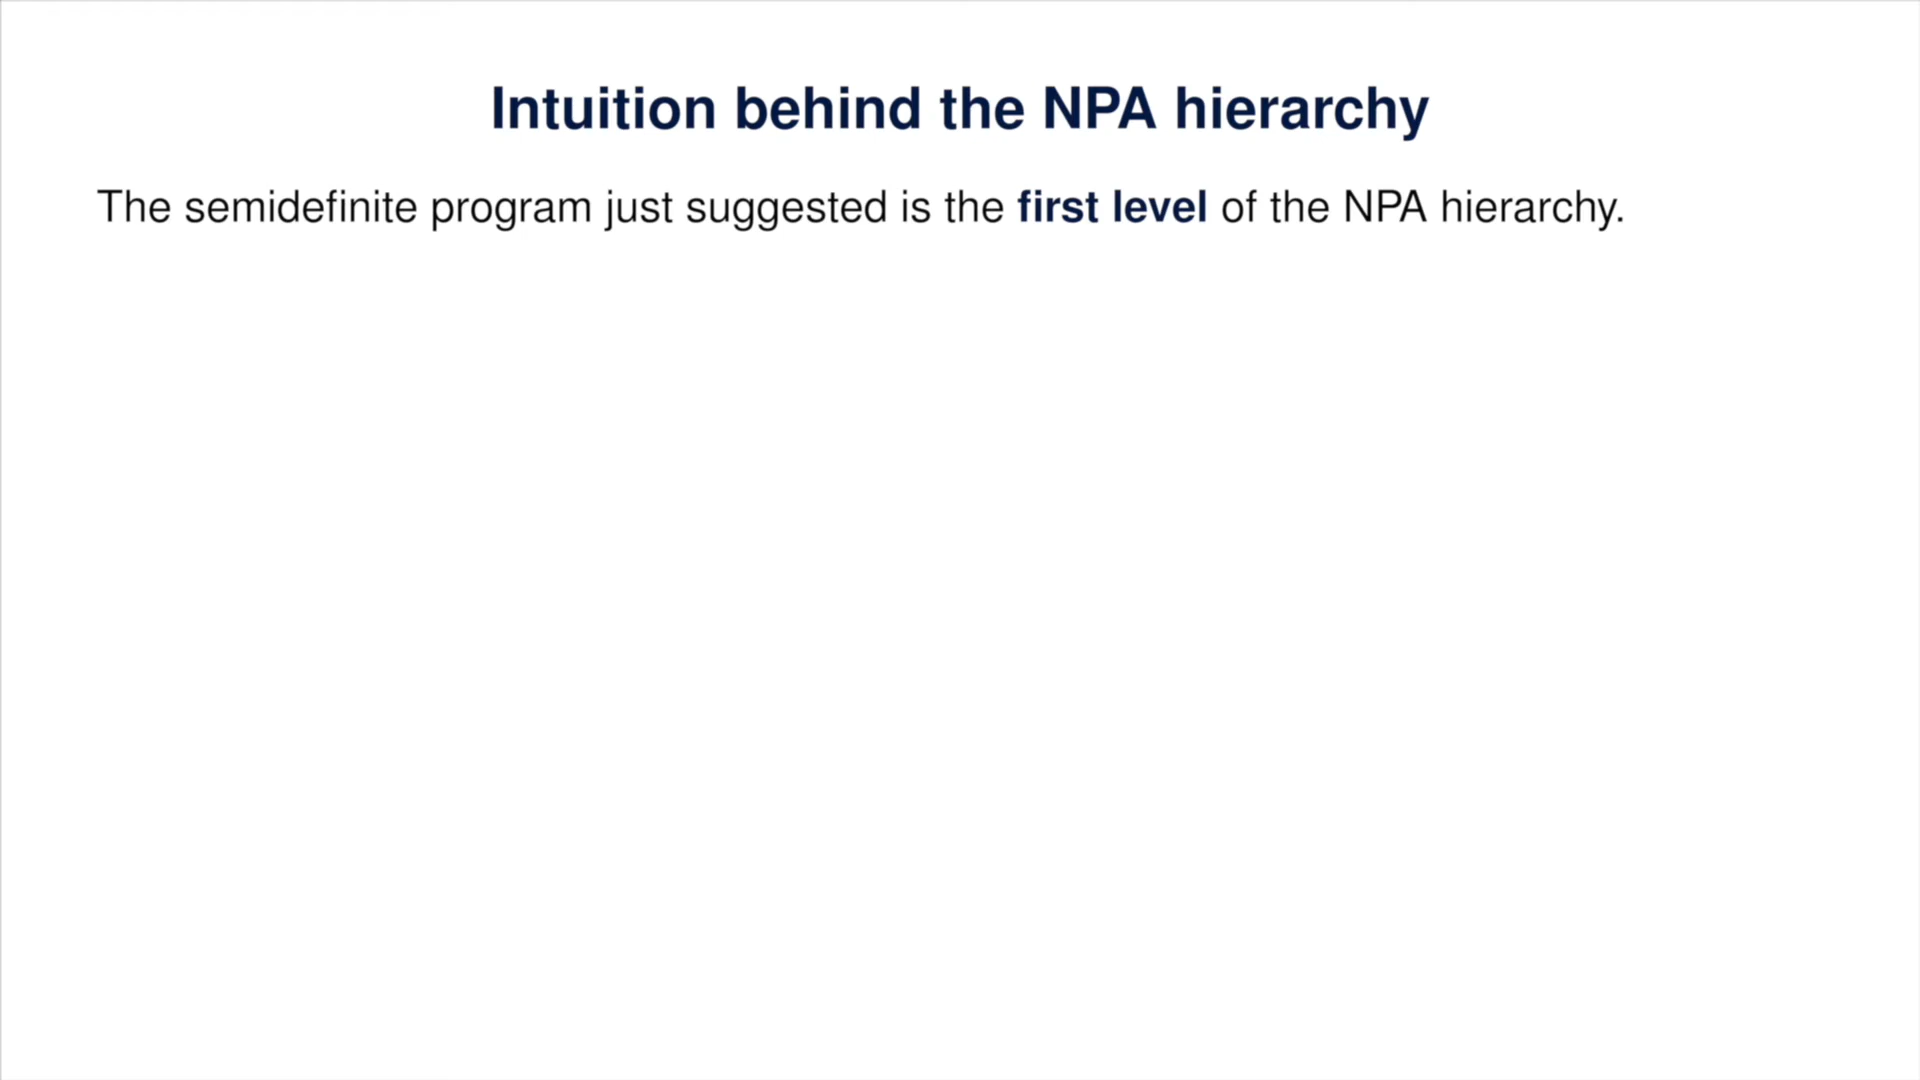 Intuition behind the NPA hierarchy
The semidefinite program just suggested is the first level of the NPA hierarchy.